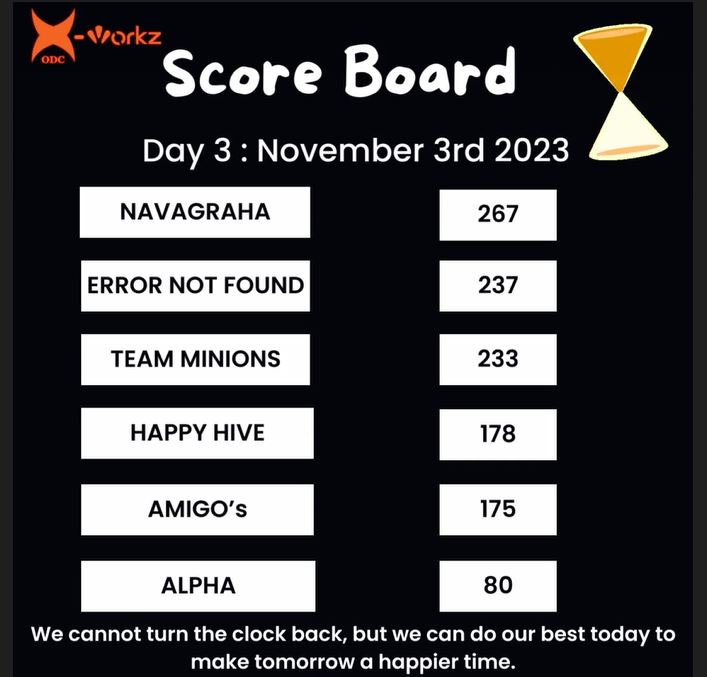 X-Workz
ODC
Score Board
Day 3 : November 3rd 2023
NAVAGRAHA 267
ERROR NOT FOUND 237
TEAM MINIONS 233
HAPPY HIVE 178
AMIGO’s 175
ALPHA 80
We cannot turn the clock back, but we can do our best today to
make tomorrow a happier time.